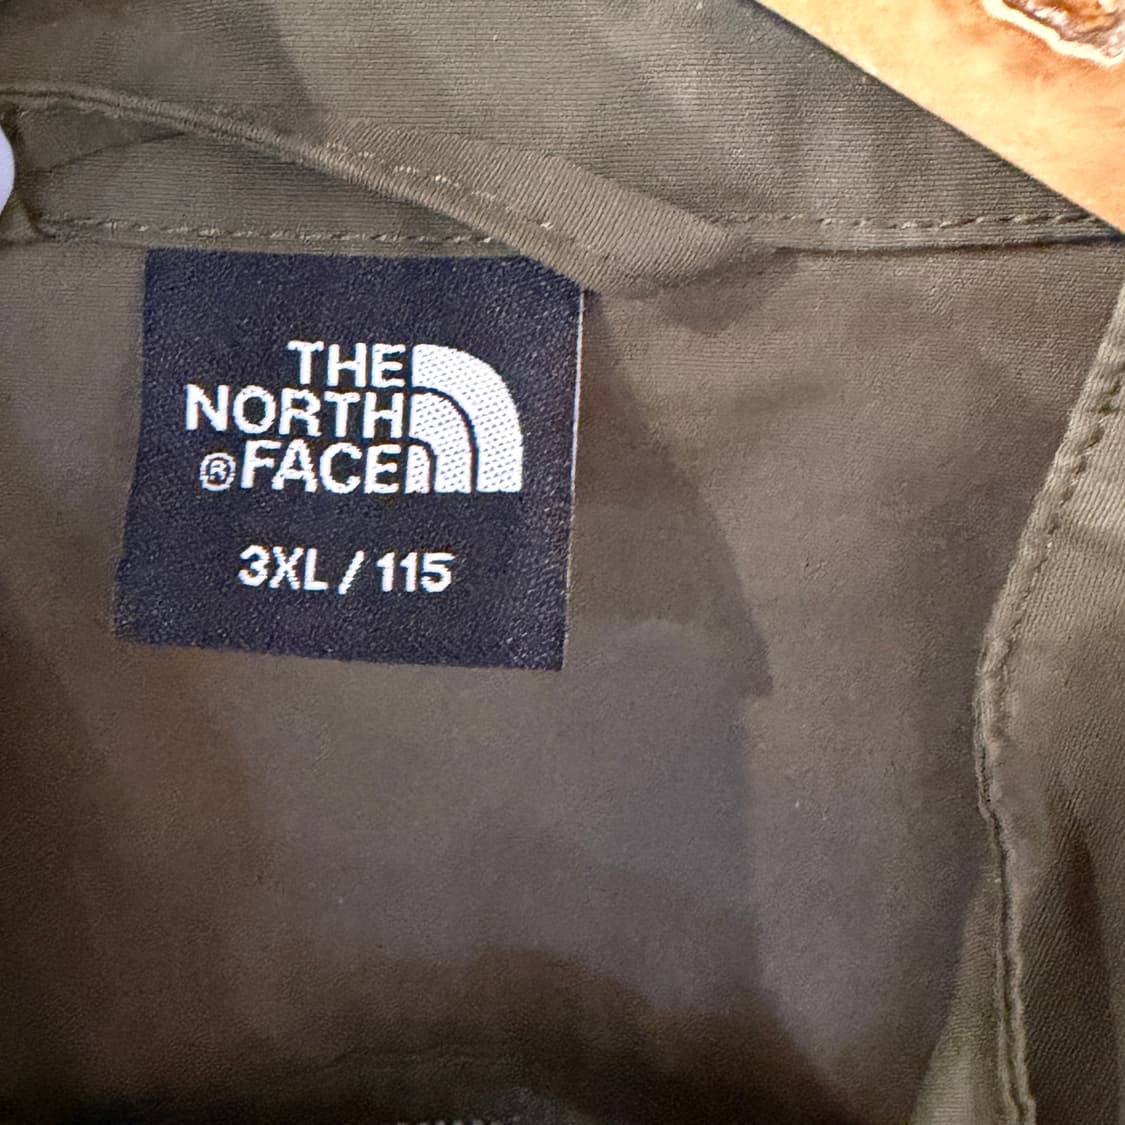 THE
NORTH
®FACE
3XL / 115